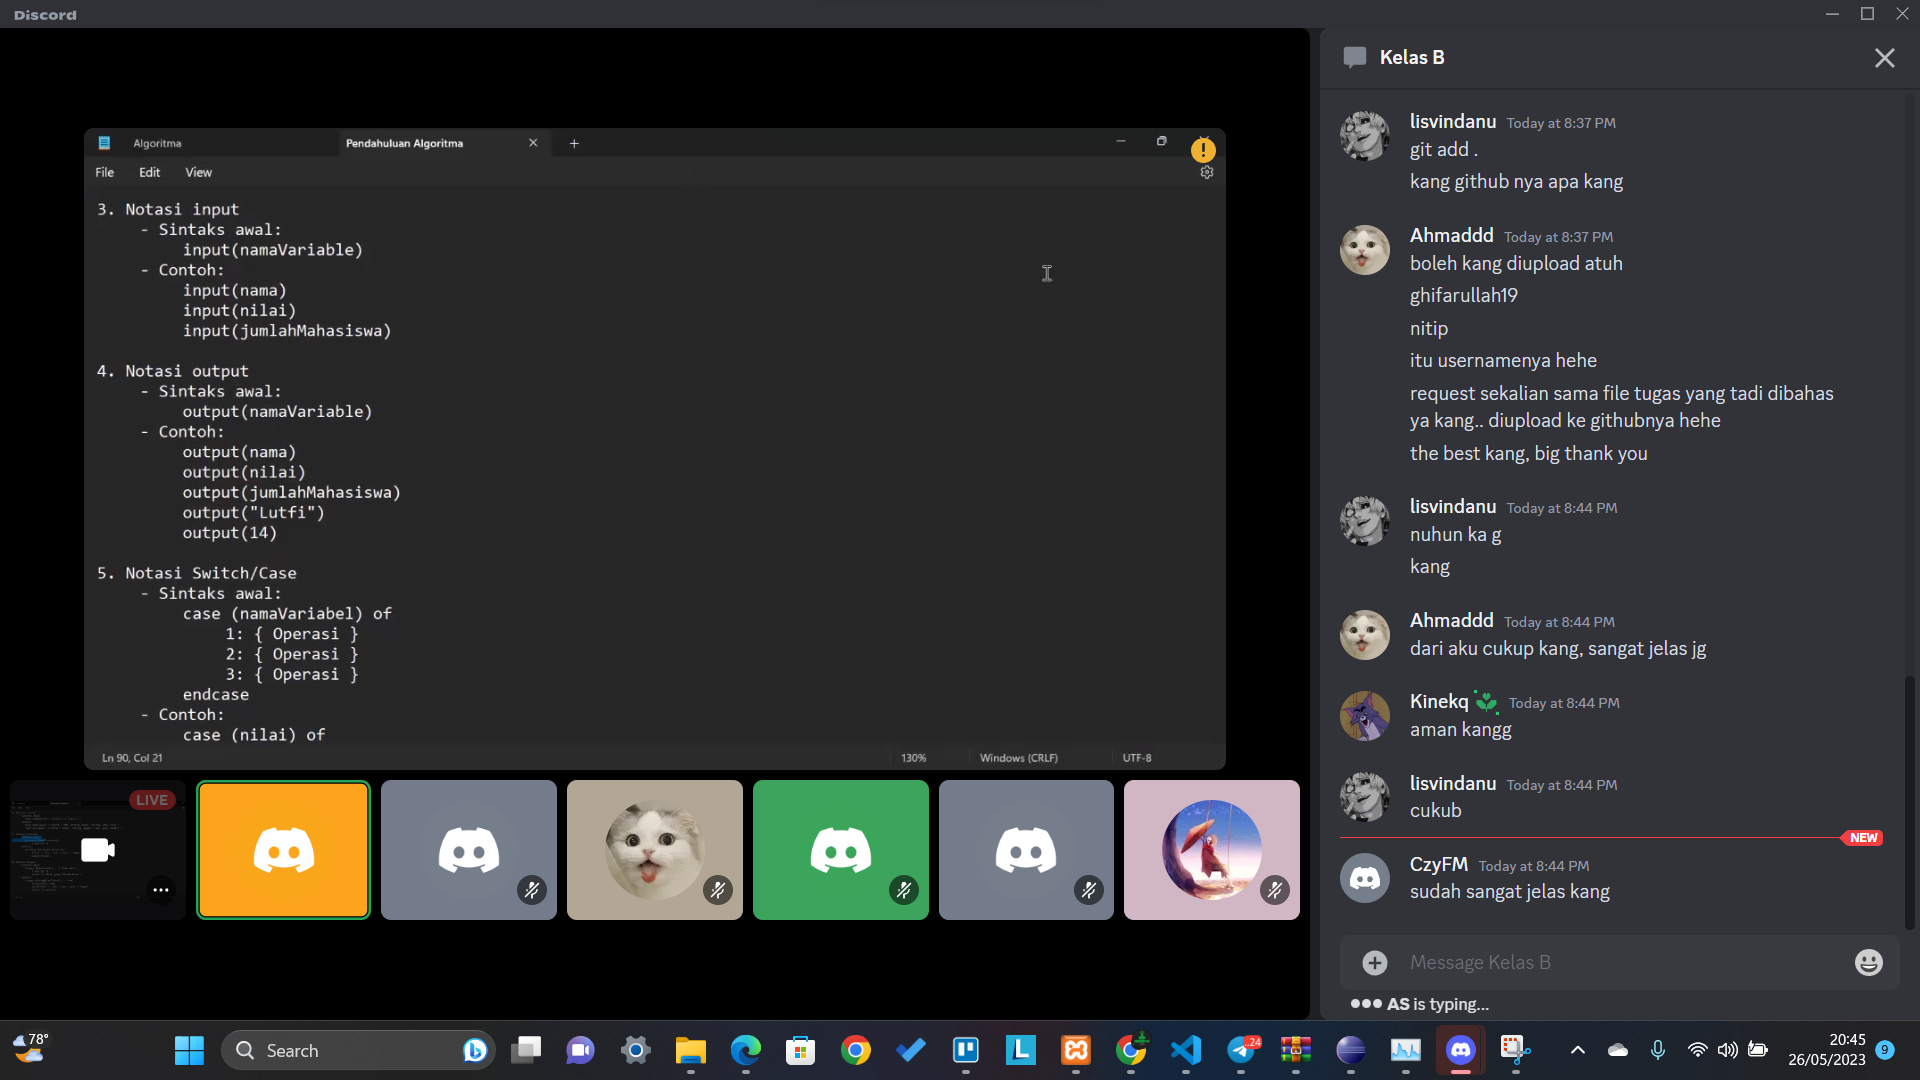 Discord
Algoritma
Pendahuluan Algoritma
File Edit View
3. Notasi input
- Sintaks awal:
input(namaVariable)
- Contoh:
input(nama)
input(nilai)
input(jumlahMahasiswa)
4. Notasi output
- Sintaks awal:
output(namaVariable)
- Contoh:
output(nama)
output(nilai)
output(jumlahMahasiswa)
output("Lutfi")
output(14)
5. Notasi Switch/Case
- Sintaks awal:
case (namaVariabel) of
1: { Operasi }
2: { Operasi }
3: { Operasi }
endcase
- Contoh:
case (nilai) of
Ln 90, Col 21
130%
Windows (CRLF)
UTF-8
LIVE
Kelas B
lisvindanu Today at 8:37 PM
git add .
kang github nya apa kang
Ahmaddd Today at 8:37 PM
boleh kang diupload atuh
ghifarullah19
nitip
itu usernamenya hehe
request sekalian sama file tugas yang tadi dibahas
ya kang.. diupload ke githubnya hehe
the best kang, big thank you
lisvindanu Today at 8:44 PM
nuhun ka g
kang
Ahmaddd Today at 8:44 PM
dari aku cukup kang, sangat jelas jg
Kinekq Today at 8:44 PM
aman kangg
lisvindanu Today at 8:44 PM
cukub
NEW
CzyFM Today at 8:44 PM
sudah sangat jelas kang
Message Kelas B
AS is typing...
78°
Search
L
24
20:45
26/05/2023
9